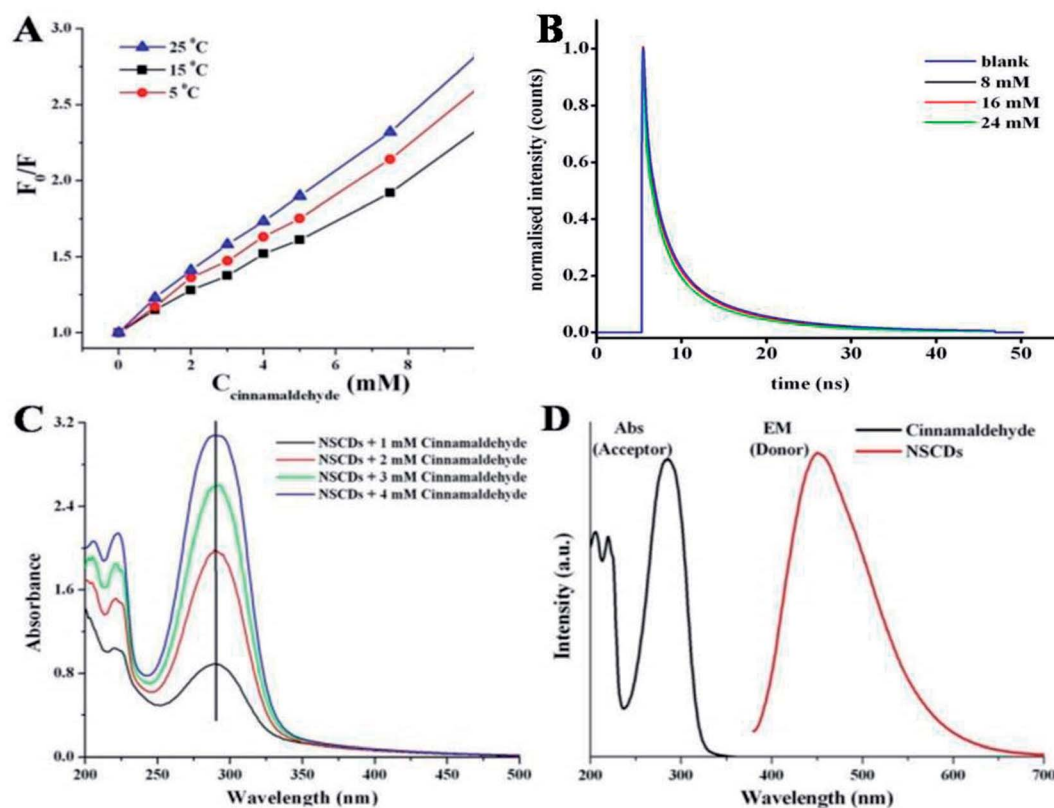 A
25 °C
15 °C
5 °C
3.0
2.5
2.0
1.5
1.0
F₀/F
0 2 4 6 8
C cinnamaldehyde (mM)
B
blank
8 mM
16 mM
24 mM
1.0
0.8
0.6
0.4
0.2
0.0
normalised intensity (counts)
0 10 20 30 40 50
time (ns)
C
NSCDs + 1 mM Cinnamaldehyde
NSCDs + 2 mM Cinnamaldehyde
NSCDs + 3 mM Cinnamaldehyde
NSCDs + 4 mM Cinnamaldehyde
3.2
2.4
1.6
0.8
0.0
Absorbance
200 250 300 350 400 450 500
Wavelength (nm)
D
Abs
(Acceptor)
EM
(Donor)
Cinnamaldehyde
NSCDs
Intensity (a.u.)
200 300 400 500 600 700
Wavelength (nm)